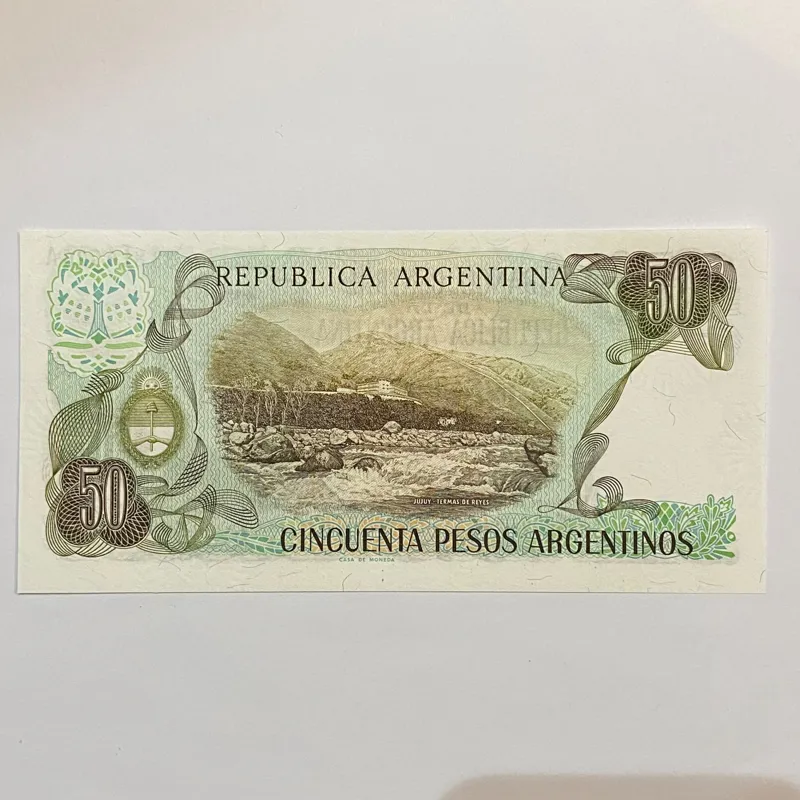 REPUBLICA ARGENTINA
50
50
JUJUY - TERMAS DE REYES
CINCUENTA PESOS ARGENTINOS
CASA DE MONEDA